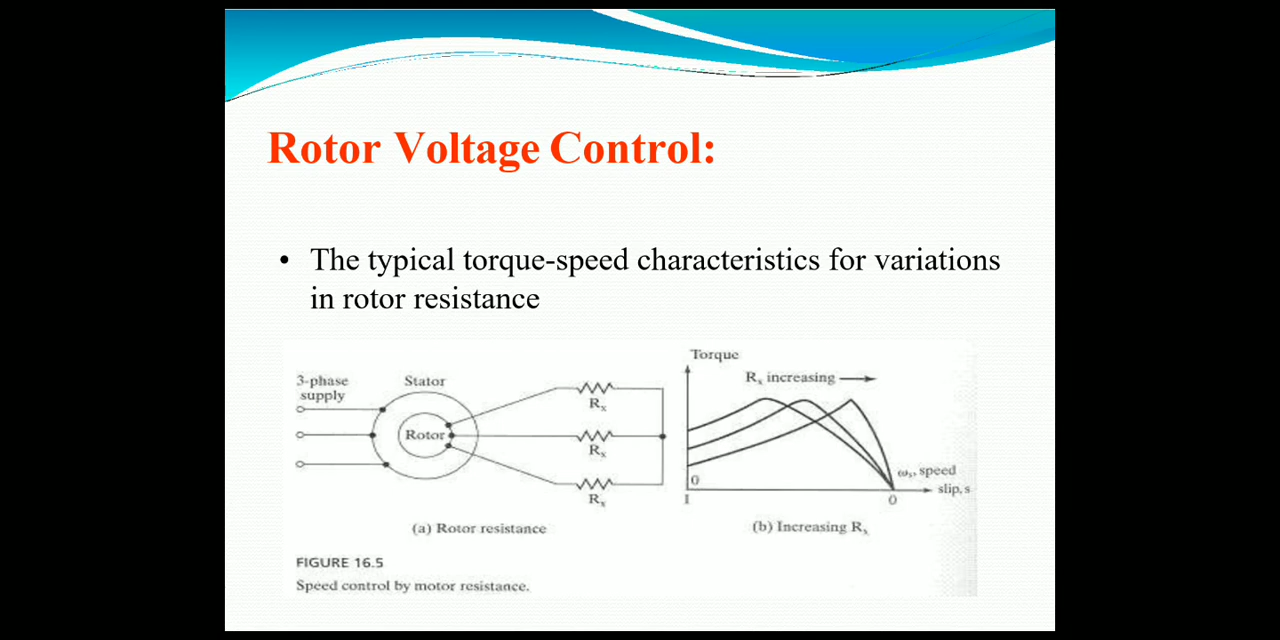 Rotor Voltage Control:
• The typical torque-speed characteristics for variations
in rotor resistance
3-phase
supply
Stator
Rotor
Rx
Rx
Rx
(a) Rotor resistance
Torque
Rx increasing
0
ωs, speed
slip, s
1
0
(b) Increasing Rx
FIGURE 16.5
Speed control by motor resistance.